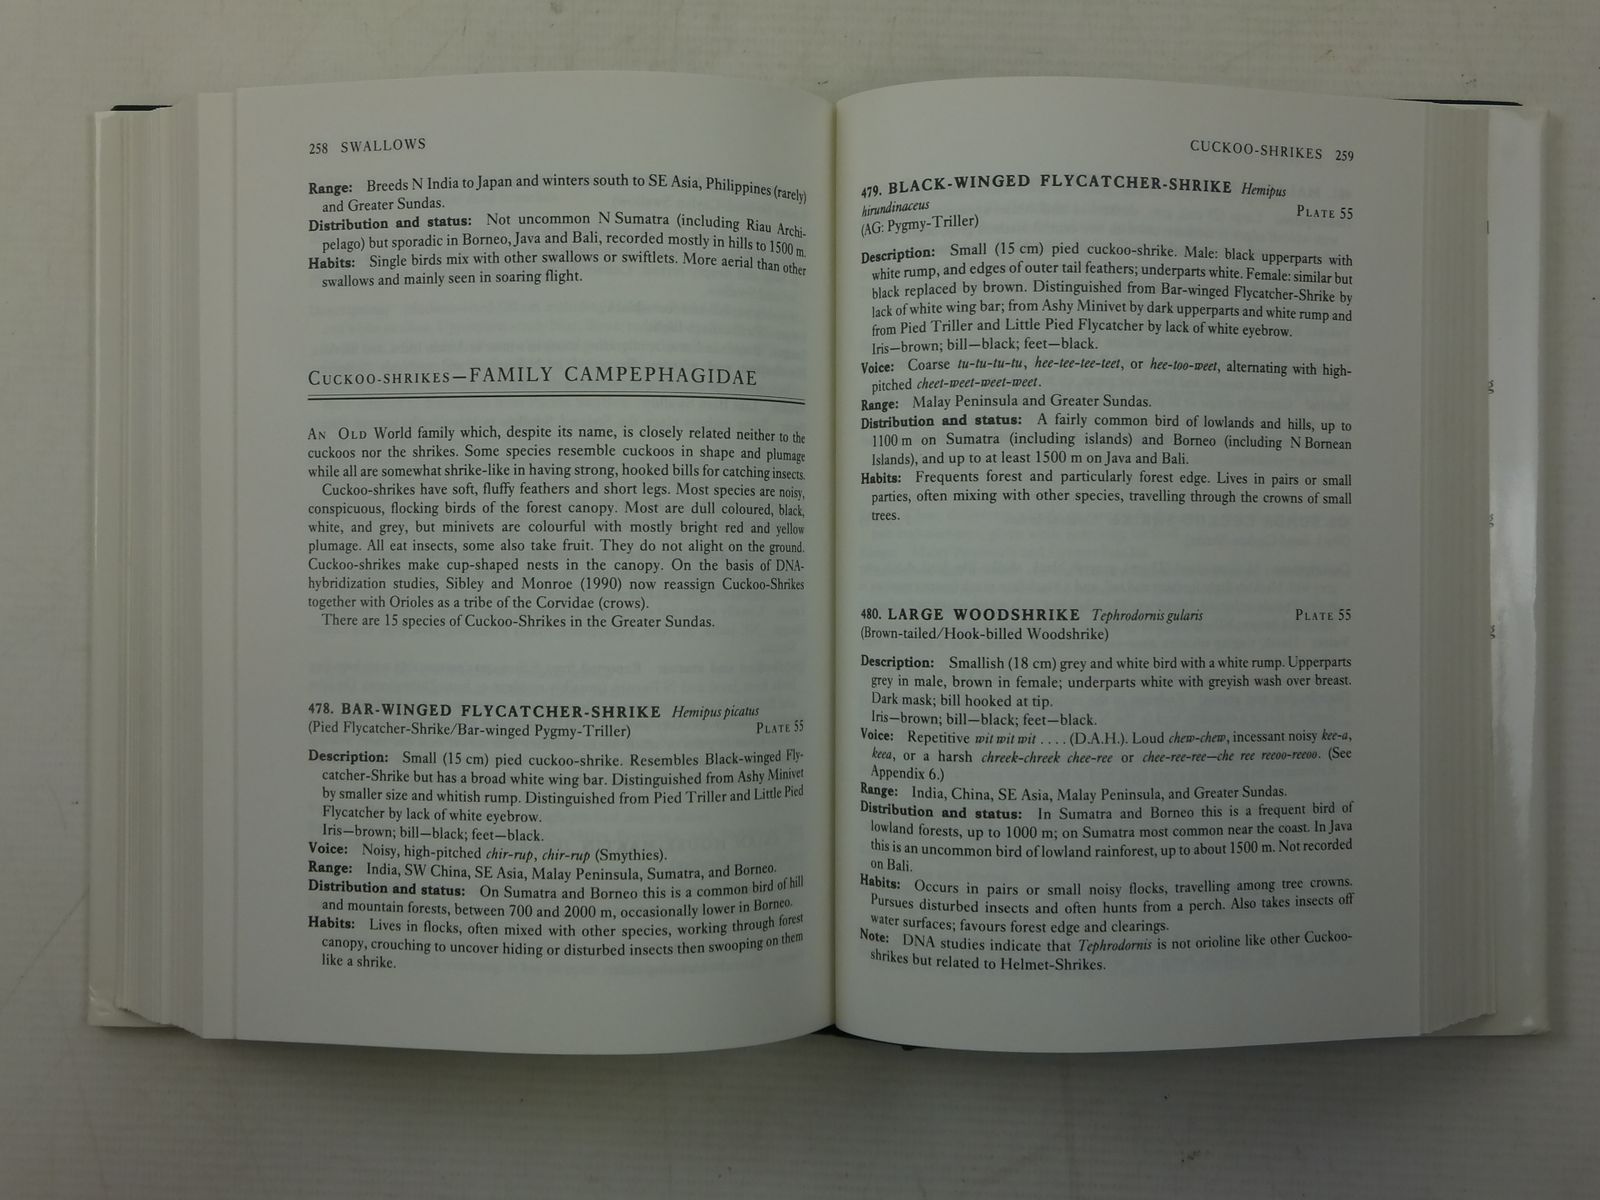 258 SWALLOWS
Range: Breeds N India to Japan and winters south to SE Asia, Philippines (rarely)
and Greater Sundas.
Distribution and status: Not uncommon N Sumatra (including Riau Archi-
pelago) but sporadic in Borneo, Java and Bali, recorded mostly in hills to 1500 m.
Habits: Single birds mix with other swallows or swiftlets. More aerial than other
swallows and mainly seen in soaring flight.
CUCKOO-SHRIKES—FAMILY CAMPEPHAGIDAE
AN OLD World family which, despite its name, is closely related neither to the
cuckoos nor the shrikes. Some species resemble cuckoos in shape and plumage
while all are somewhat shrike-like in having strong, hooked bills for catching insects.
Cuckoo-shrikes have soft, fluffy feathers and short legs. Most species are noisy,
conspicuous, flocking birds of the forest canopy. Most are dull coloured, black,
white, and grey, but minivets are colourful with mostly bright red and yellow
plumage. All eat insects, some also take fruit. They do not alight on the ground.
Cuckoo-shrikes make cup-shaped nests in the canopy. On the basis of DNA-
hybridization studies, Sibley and Monroe (1990) now reassign Cuckoo-Shrikes
together with Orioles as a tribe of the Corvidae (crows).
There are 15 species of Cuckoo-Shrikes in the Greater Sundas.
478. BAR-WINGED FLYCATCHER-SHRIKE Hemipus picatus
(Pied Flycatcher-Shrike/Bar-winged Pygmy-Triller) PLATE 55
Description: Small (15 cm) pied cuckoo-shrike. Resembles Black-winged Fly-
catcher-Shrike but has a broad white wing bar. Distinguished from Ashy Minivet
by smaller size and whitish rump. Distinguished from Pied Triller and Little Pied
Flycatcher by lack of white eyebrow.
Iris—brown; bill—black; feet—black.
Voice: Noisy, high-pitched chir-rup, chir-rup (Smythies).
Range: India, SW China, SE Asia, Malay Peninsula, Sumatra, and Borneo.
Distribution and status: On Sumatra and Borneo this is a common bird of hill
and mountain forests, between 700 and 2000 m, occasionally lower in Borneo.
Habits: Lives in flocks, often mixed with other species, working through forest
canopy, crouching to uncover hiding or disturbed insects then swooping on them
like a shrike.
CUCKOO-SHRIKES 259
479. BLACK-WINGED FLYCATCHER-SHRIKE Hemipus
hirundinaceus PLATE 55
(AG: Pygmy-Triller)
Description: Small (15 cm) pied cuckoo-shrike. Male: black upperparts with
white rump, and edges of outer tail feathers; underparts white. Female: similar but
black replaced by brown. Distinguished from Bar-winged Flycatcher-Shrike by
lack of white wing bar; from Ashy Minivet by dark upperparts and white rump and
from Pied Triller and Little Pied Flycatcher by lack of white eyebrow.
Iris—brown; bill—black; feet—black.
Voice: Coarse tu-tu-tu-tu, hee-tee-tee-teet, or hee-too-weet, alternating with high-
pitched cheet-weet-weet-weet.
Range: Malay Peninsula and Greater Sundas.
Distribution and status: A fairly common bird of lowlands and hills, up to
1100 m on Sumatra (including islands) and Borneo (including N Bornean
Islands), and up to at least 1500 m on Java and Bali.
Habits: Frequents forest and particularly forest edge. Lives in pairs or small
parties, often mixing with other species, travelling through the crowns of small
trees.
480. LARGE WOODSHRIKE Tephrodornis gularis PLATE 55
(Brown-tailed/Hook-billed Woodshrike)
Description: Smallish (18 cm) grey and white bird with a white rump. Upperparts
grey in male, brown in female; underparts white with greyish wash over breast.
Dark mask; bill hooked at tip.
Iris—brown; bill—black; feet—black.
Voice: Repetitive wit wit wit . . . . (D.A.H.). Loud chew-chew, incessant noisy kee-a,
keea, or a harsh chreek-chreek chee-ree or chee-ree-ree—che ree reeoo-reeoo. (See
Appendix 6.)
Range: India, China, SE Asia, Malay Peninsula, and Greater Sundas.
Distribution and status: In Sumatra and Borneo this is a frequent bird of
lowland forests, up to 1000 m; on Sumatra most common near the coast. In Java
this is an uncommon bird of lowland rainforest, up to about 1500 m. Not recorded
on Bali.
Habits: Occurs in pairs or small noisy flocks, travelling among tree crowns.
Pursues disturbed insects and often hunts from a perch. Also takes insects off
water surfaces; favours forest edge and clearings.
Note: DNA studies indicate that Tephrodornis is not orioline like other Cuckoo-
shrikes but related to Helmet-Shrikes.